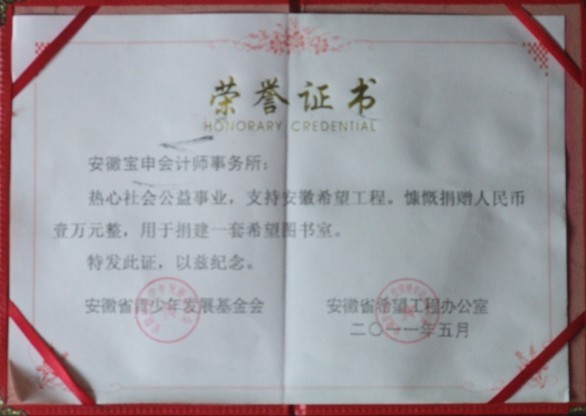 荣誉证书
HONORARY CREDENTIAL
安徽宝申会计师事务所：
热心社会公益事业，支持安徽希望工程。慷慨捐赠人民币
壹万元整，用于捐建一套希望图书室。
特发此证，以兹纪念。
安徽省青少年发展基金会 安徽省希望工程办公室
二〇一一年五月